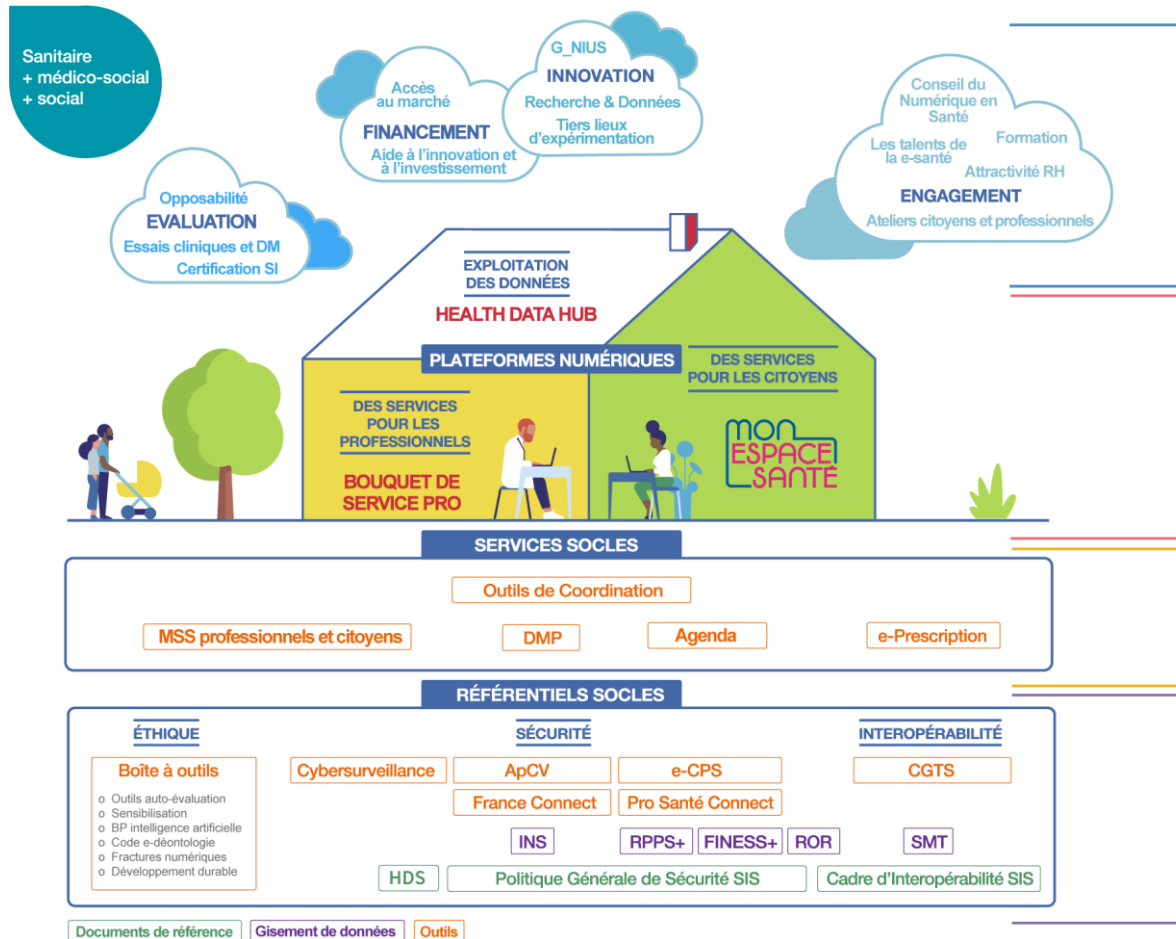 Sanitaire
+ médico-social
+ social
G_NIUS
INNOVATION
Recherche & Données
Tiers lieux
d'expérimentation
Accès
au marché
FINANCEMENT
Aide à l'innovation et
à l'investissement
Conseil du
Numérique en
Santé
Formation
Les talents de
la e-santé
Attractivité RH
ENGAGEMENT
Ateliers citoyens et professionnels
Opposabilité
EVALUATION
Essais cliniques et DM
Certification SI
EXPLOITATION
DES DONNÉES
HEALTH DATA HUB
PLATEFORMES NUMÉRIQUES
DES SERVICES
POUR LES CITOYENS
DES SERVICES
POUR LES
PROFESSIONNELS
BOUQUET DE
SERVICE PRO
mon
ESPACE
SANTÉ
SERVICES SOCLES
Outils de Coordination
MSS professionnels et citoyens
DMP
Agenda
e-Prescription
RÉFÉRENTIELS SOCLES
ÉTHIQUE
SÉCURITÉ
INTEROPÉRABILITÉ
Boîte à outils
o Outils auto-évaluation
o Sensibilisation
o BP intelligence artificielle
o Code e-déontologie
o Fractures numériques
o Développement durable
Cybersurveillance
ApCV
e-CPS
CGTS
France Connect
Pro Santé Connect
INS
RPPS+
FINESS+
ROR
SMT
HDS
Politique Générale de Sécurité SIS
Cadre d'Interopérabilité SIS
Documents de référence
Gisement de données
Outils